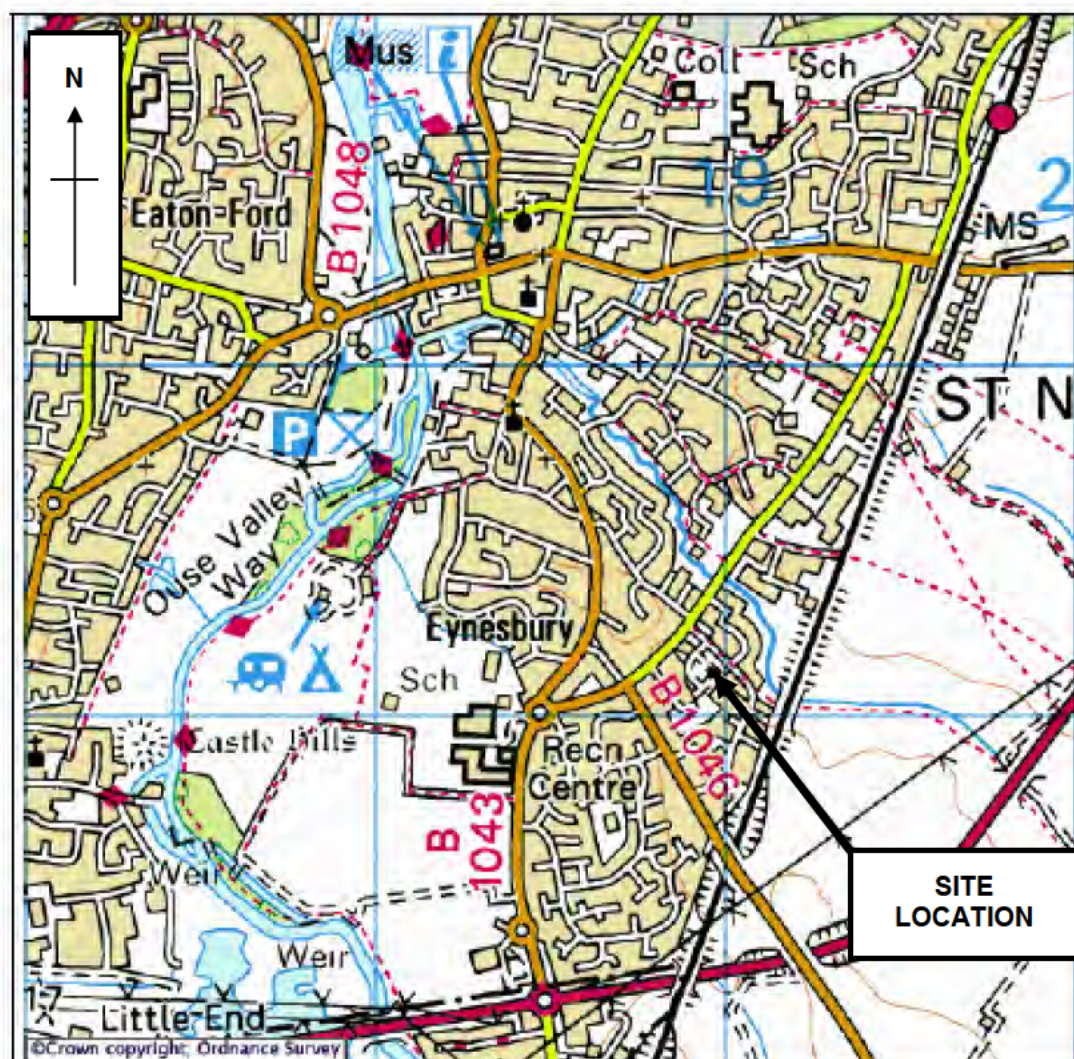 N
Mus
i
Coll
Sch
B 1048
19
2
Eaton Ford
MS
ST N
P
Ouse Valley
Way
Eynesbury
Sch
Castle Hills
B 1046
Recn
Centre
B
1043
Weir
SITE
LOCATION
Weir
17
Little End
©Crown copyright; Ordnance Survey